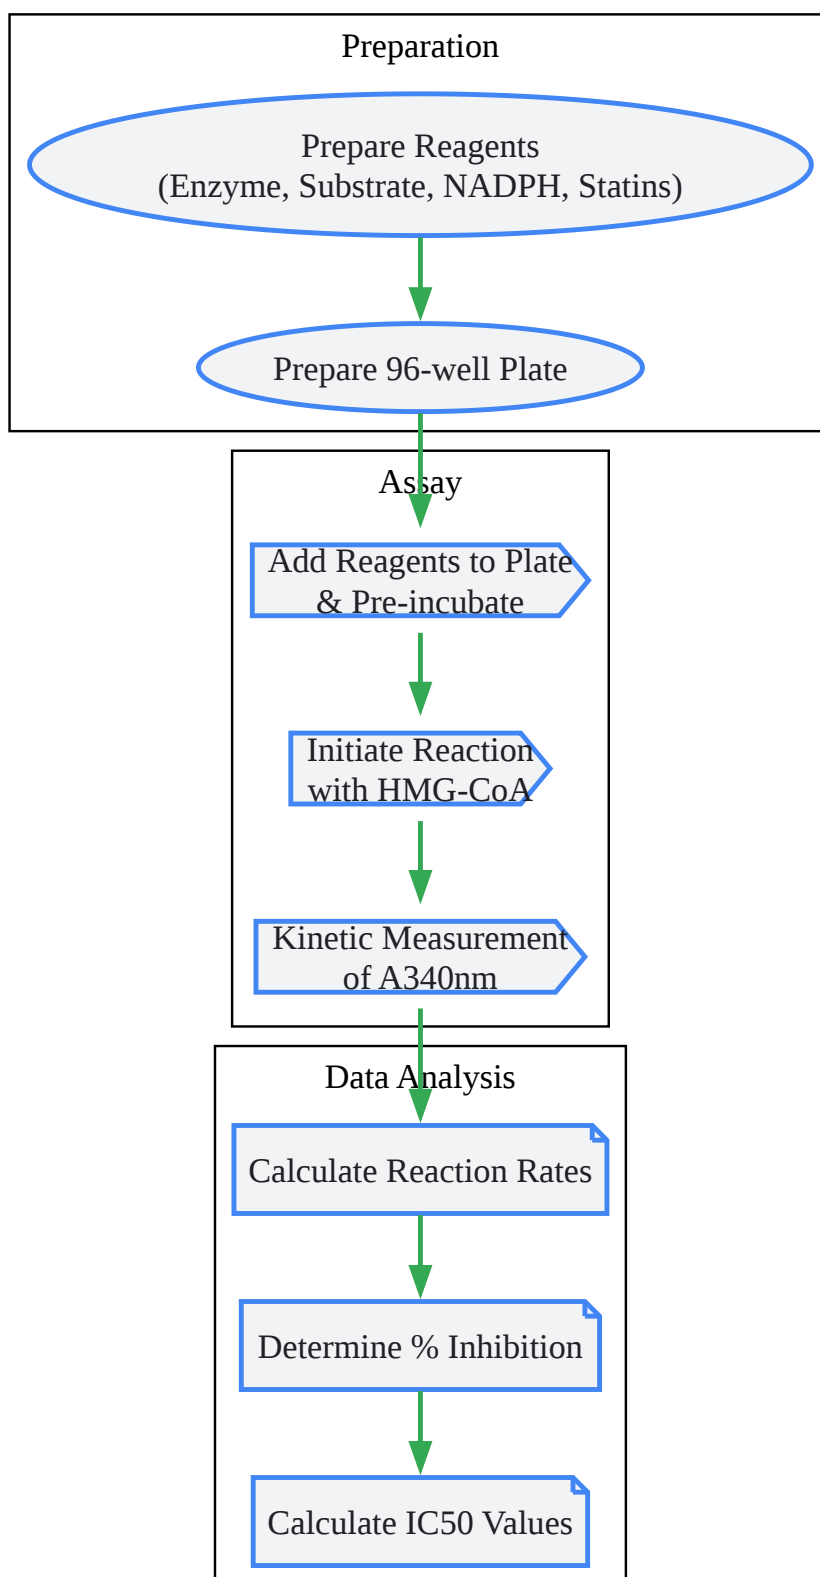 Preparation
Prepare Reagents
(Enzyme, Substrate, NADPH, Statins)
Prepare 96-well Plate
Assay
Add Reagents to Plate
& Pre-incubate
Initiate Reaction
with HMG-CoA
Kinetic Measurement
of A340nm
Data Analysis
Calculate Reaction Rates
Determine % Inhibition
Calculate IC50 Values